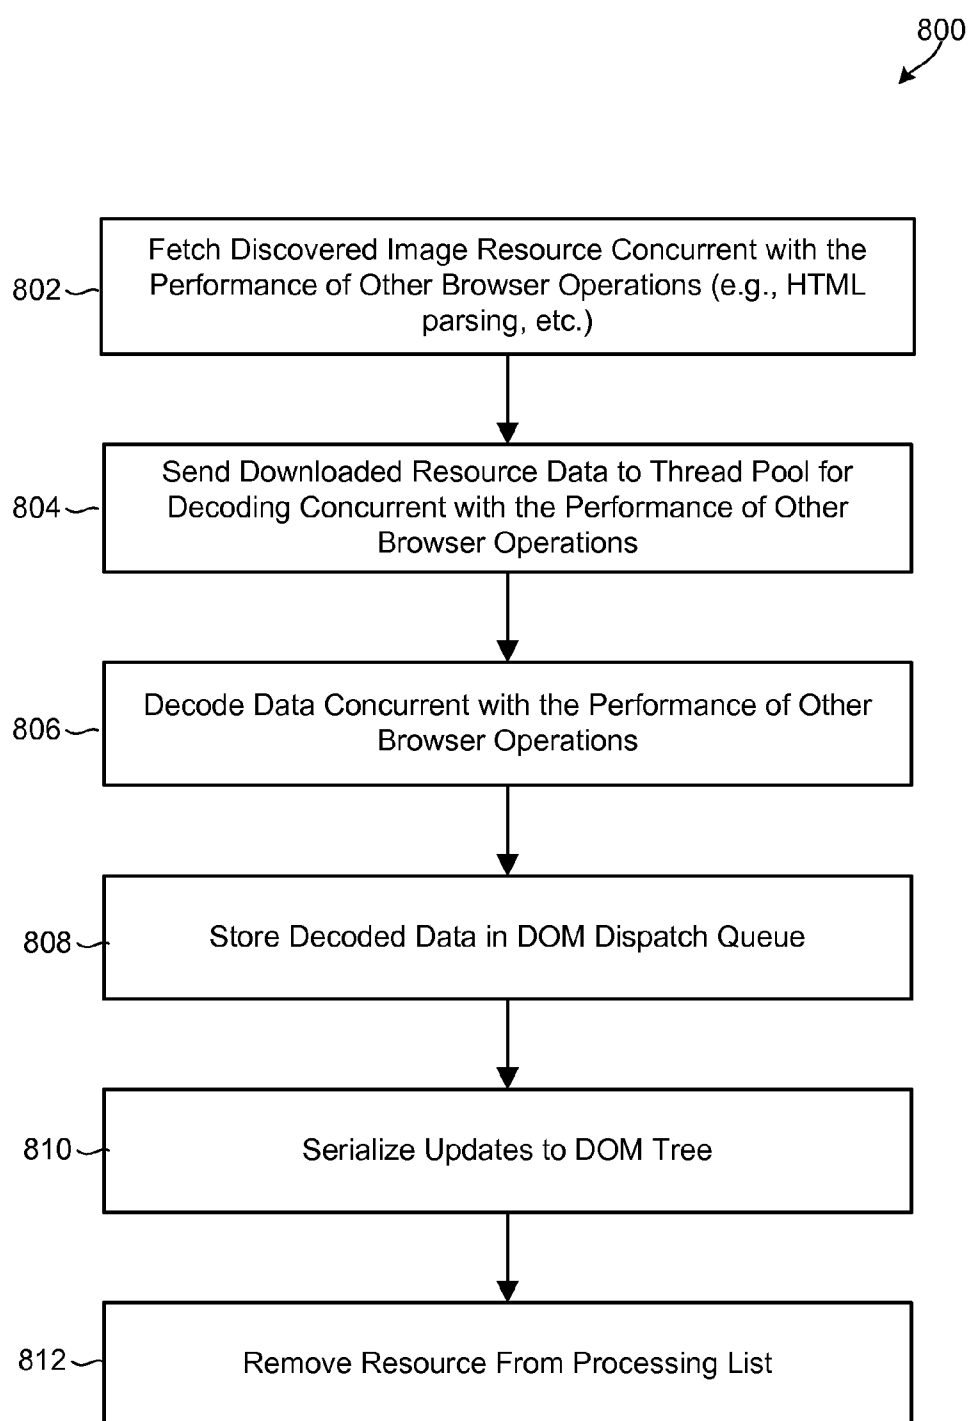 800
802
Fetch Discovered Image Resource Concurrent with the
Performance of Other Browser Operations (e.g., HTML
parsing, etc.)
804
Send Downloaded Resource Data to Thread Pool for
Decoding Concurrent with the Performance of Other
Browser Operations
806
Decode Data Concurrent with the Performance of Other
Browser Operations
808
Store Decoded Data in DOM Dispatch Queue
810
Serialize Updates to DOM Tree
812
Remove Resource From Processing List